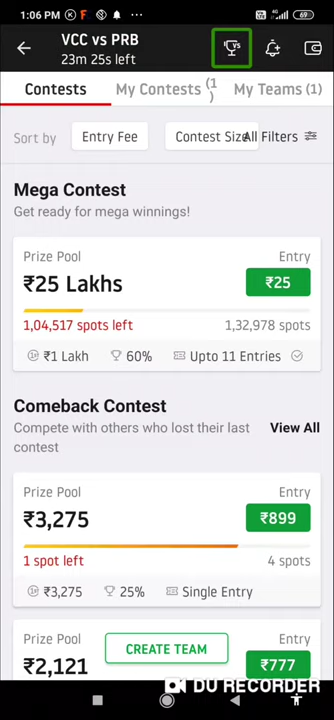 1:06 PM
69
VCC vs PRB
23m 25s left
VS
Contests
My Contests (1)
My Teams (1)
Sort by
Entry Fee
Contest Size
All Filters
Mega Contest
Get ready for mega winnings!
Prize Pool
Entry
₹25 Lakhs
₹25
1,04,517 spots left
1,32,978 spots
₹1 Lakh
60%
Upto 11 Entries
Comeback Contest
Compete with others who lost their last
contest
View All
Prize Pool
Entry
₹3,275
₹899
1 spot left
4 spots
₹3,275
25%
Single Entry
Prize Pool
Entry
CREATE TEAM
₹2,121
₹777
DU RECORDER